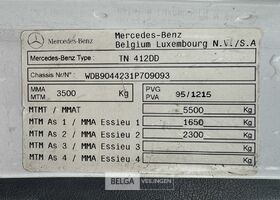 Mercedes-Benz
Mercedes-Benz
Belgium Luxembourg N.V./S.A
Mercedes-Benz Type: TN 412DD
Chassis Nr/N° WDB9044231P709093
MMA
MTM 3500 Kg
PVG
PVA 95/1215
MTMT / MMAT 5500 Kg
MTM As 1 / MMA Essieu 1 1650 Kg
MTM As 2 / MMA Essieu 2 2300 Kg
MTM As 3 / MMA Essieu 3 Kg
MTM As 4 / MMA Essieu 4 Kg
BELGA VEILINGEN